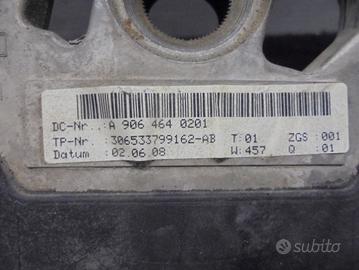 DC-Nr..:A 906 464 0201
TP-Nr. :306533799162-AB T:01 ZGS :001
Datum :02.06.08 W:457 Q :01
subito